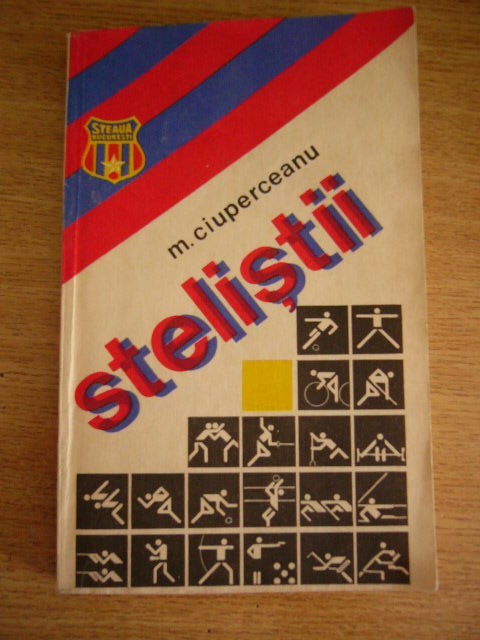 STEAUA
BUCUREȘTI
m. ciuperceanu
steliștii